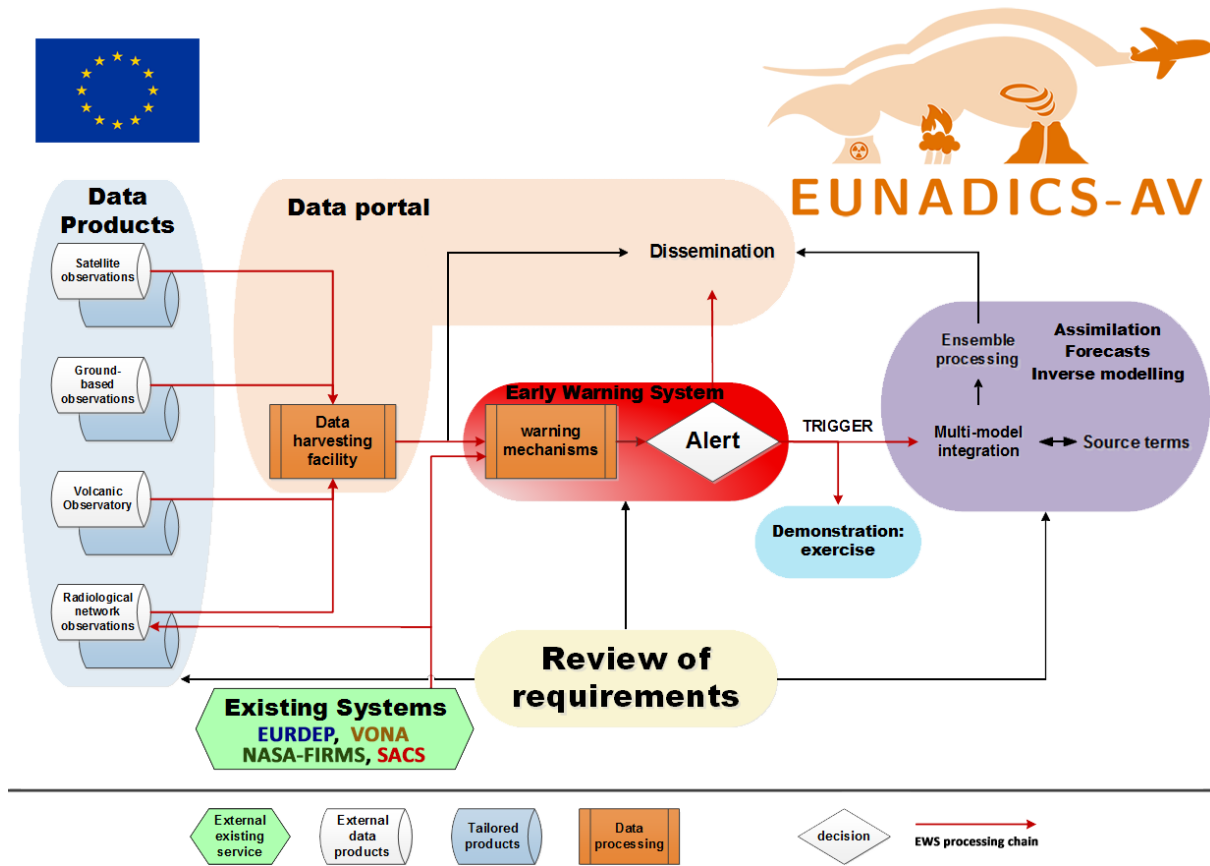 EUNADICS-AV
Data
Products
Satellite
observations
Ground-
based
observations
Volcanic
Observatory
Radiological
network
observations
Data portal
Dissemination
Data
harvesting
facility
Early Warning System
warning
mechanisms
Alert
TRIGGER
Demonstration:
exercise
Assimilation
Forecasts
Inverse modelling
Ensemble
processing
Multi-model
integration
Source terms
Review of
requirements
Existing Systems
EURDEP, VONA
NASA-FIRMS, SACS
External
existing
service
External
data
products
Tailored
products
Data
processing
decision
EWS processing chain